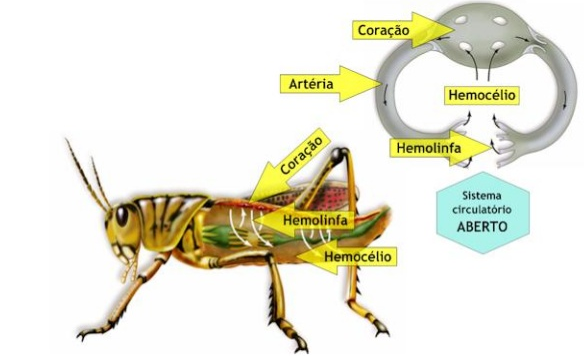 Coração
Artéria
Hemocélio
Hemolinfa
Coração
Hemolinfa
Hemocélio
Sistema
circulatório
ABERTO